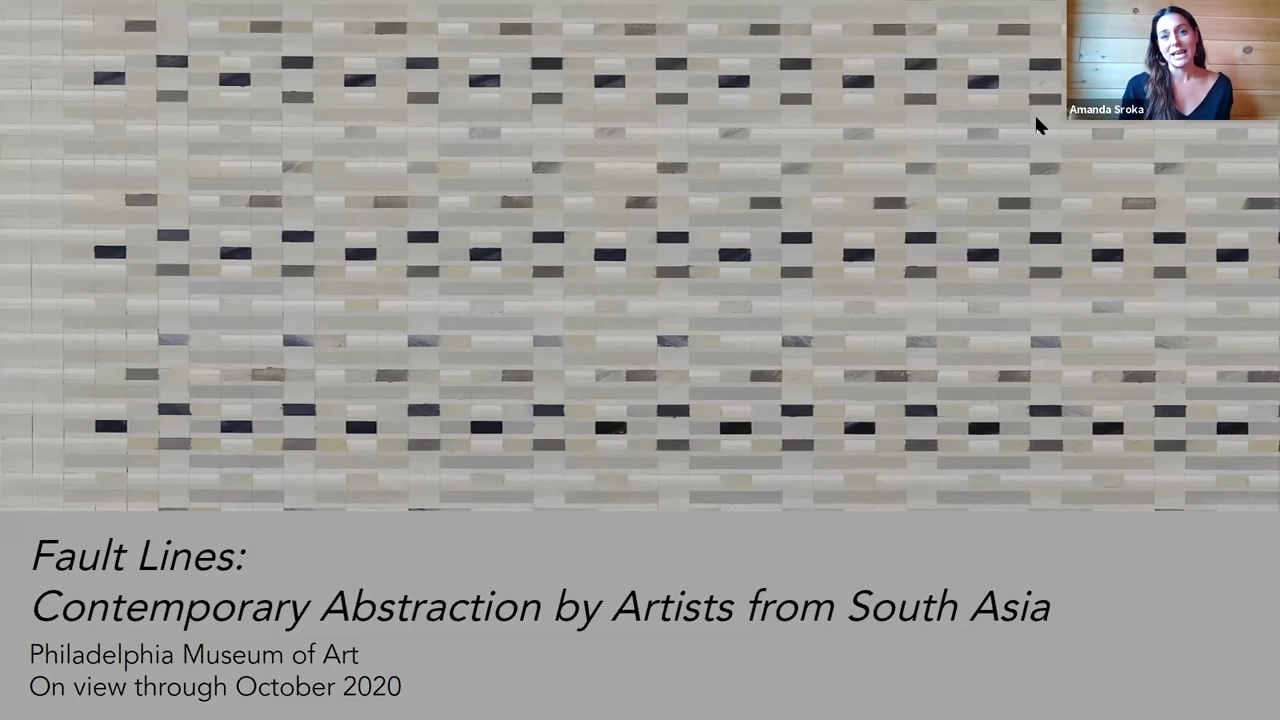 Amanda Sroka
Fault Lines:
Contemporary Abstraction by Artists from South Asia
Philadelphia Museum of Art
On view through October 2020